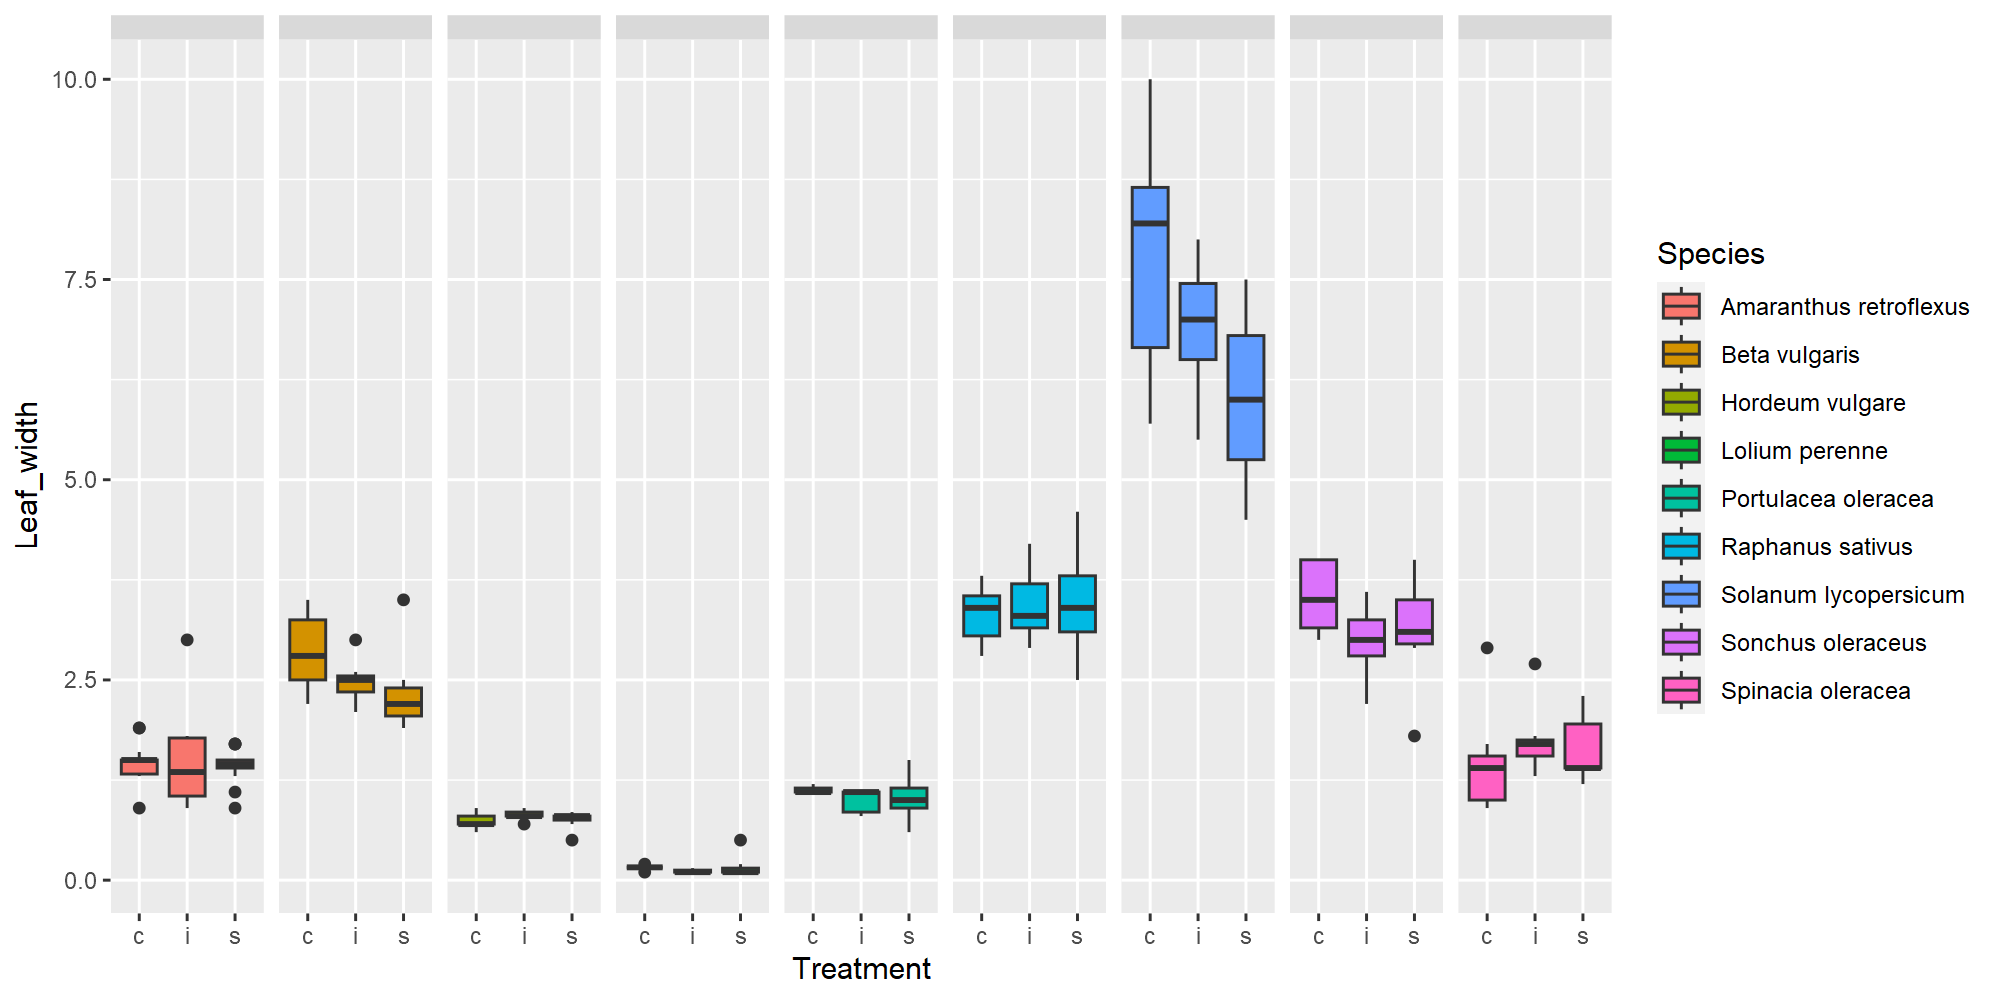 Leaf_width
10.0
7.5
5.0
2.5
0.0
c i s c i s c i s c i s c i s c i s c i s c i s c i s
Treatment
Species
Amaranthus retroflexus
Beta vulgaris
Hordeum vulgare
Lolium perenne
Portulacea oleracea
Raphanus sativus
Solanum lycopersicum
Sonchus oleraceus
Spinacia oleracea